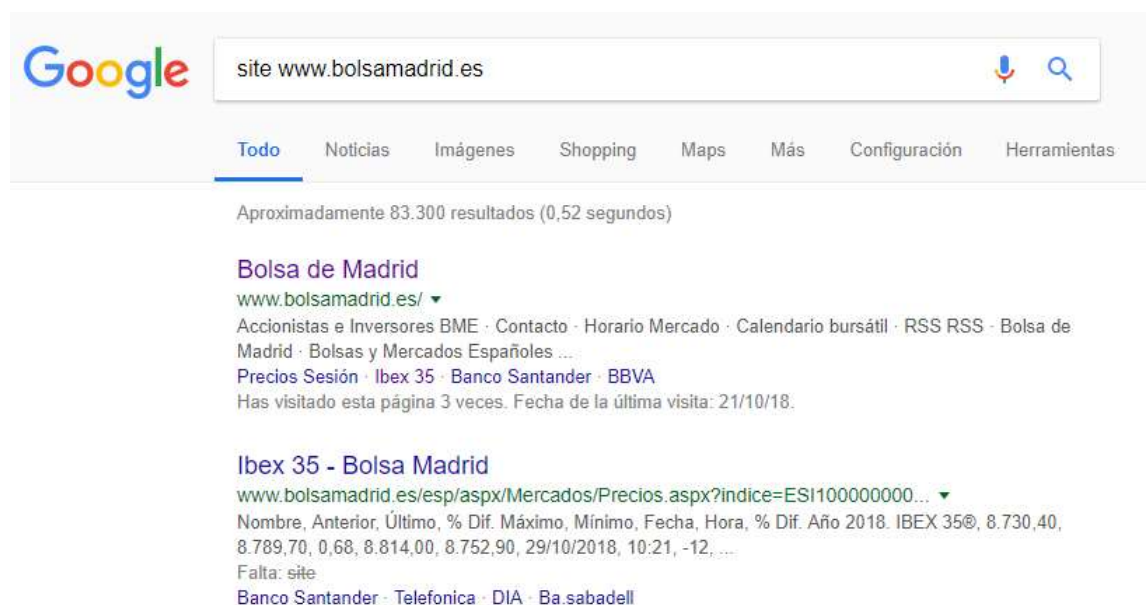 Google
site www.bolsamadrid.es
Todo Noticias Imágenes Shopping Maps Más Configuración Herramientas
Aproximadamente 83.300 resultados (0,52 segundos)
Bolsa de Madrid
www.bolsamadrid.es/
Accionistas e Inversores BME · Contacto · Horario Mercado · Calendario bursátil · RSS RSS · Bolsa de
Madrid · Bolsas y Mercados Españoles ...
Precios Sesión · Ibex 35 · Banco Santander · BBVA
Has visitado esta página 3 veces. Fecha de la última visita: 21/10/18.
Ibex 35 - Bolsa Madrid
www.bolsamadrid.es/esp/aspx/Mercados/Precios.aspx?indice=ESI100000000...
Nombre, Anterior, Último, % Dif. Máximo, Mínimo, Fecha, Hora, % Dif. Año 2018. IBEX 35®, 8.730,40,
8.789,70, 0,68, 8.814,00, 8.752,90, 29/10/2018, 10:21, -12, ...
Falta: site
Banco Santander · Telefonica · DIA · Ba.sabadell